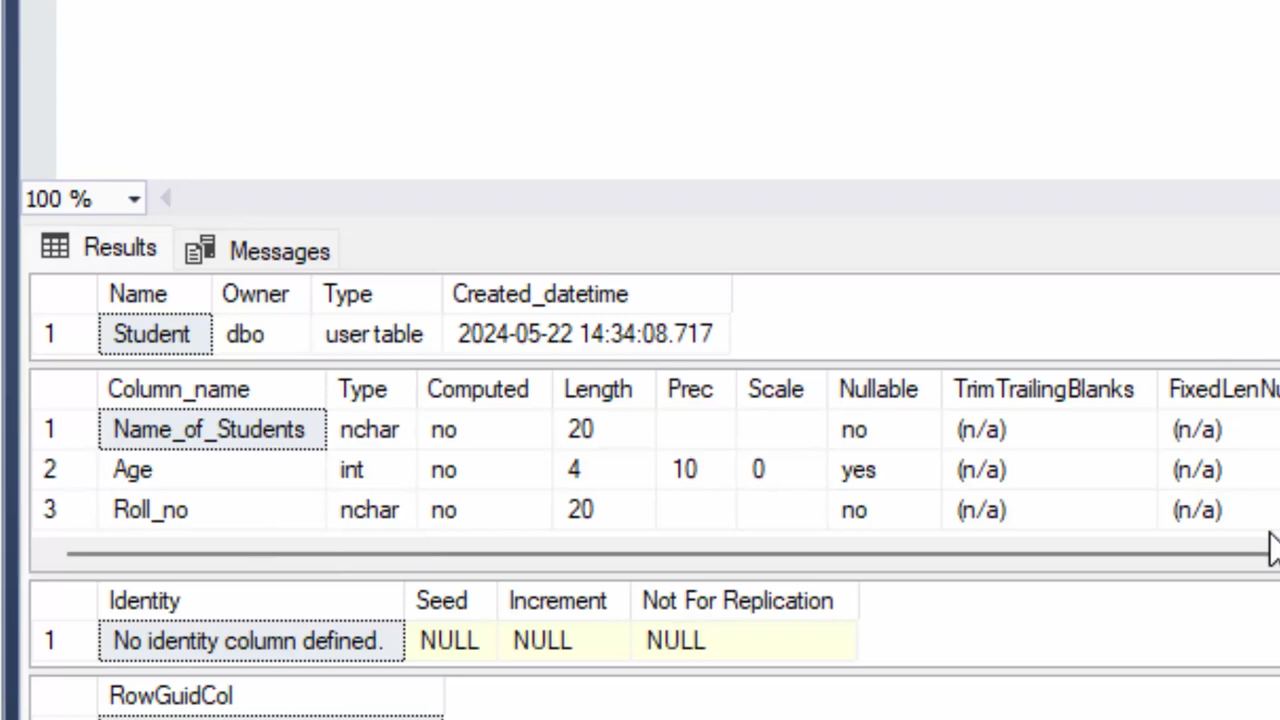 100 %
Results Messages
Name Owner Type Created_datetime
1 Student dbo user table 2024-05-22 14:34:08.717
Column_name Type Computed Length Prec Scale Nullable TrimTrailingBlanks FixedLenNu
1 Name_of_Students nchar no 20 no (n/a) (n/a)
2 Age int no 4 10 0 yes (n/a) (n/a)
3 Roll_no nchar no 20 no (n/a) (n/a)
Identity Seed Increment Not For Replication
1 No identity column defined. NULL NULL NULL
RowGuidCol